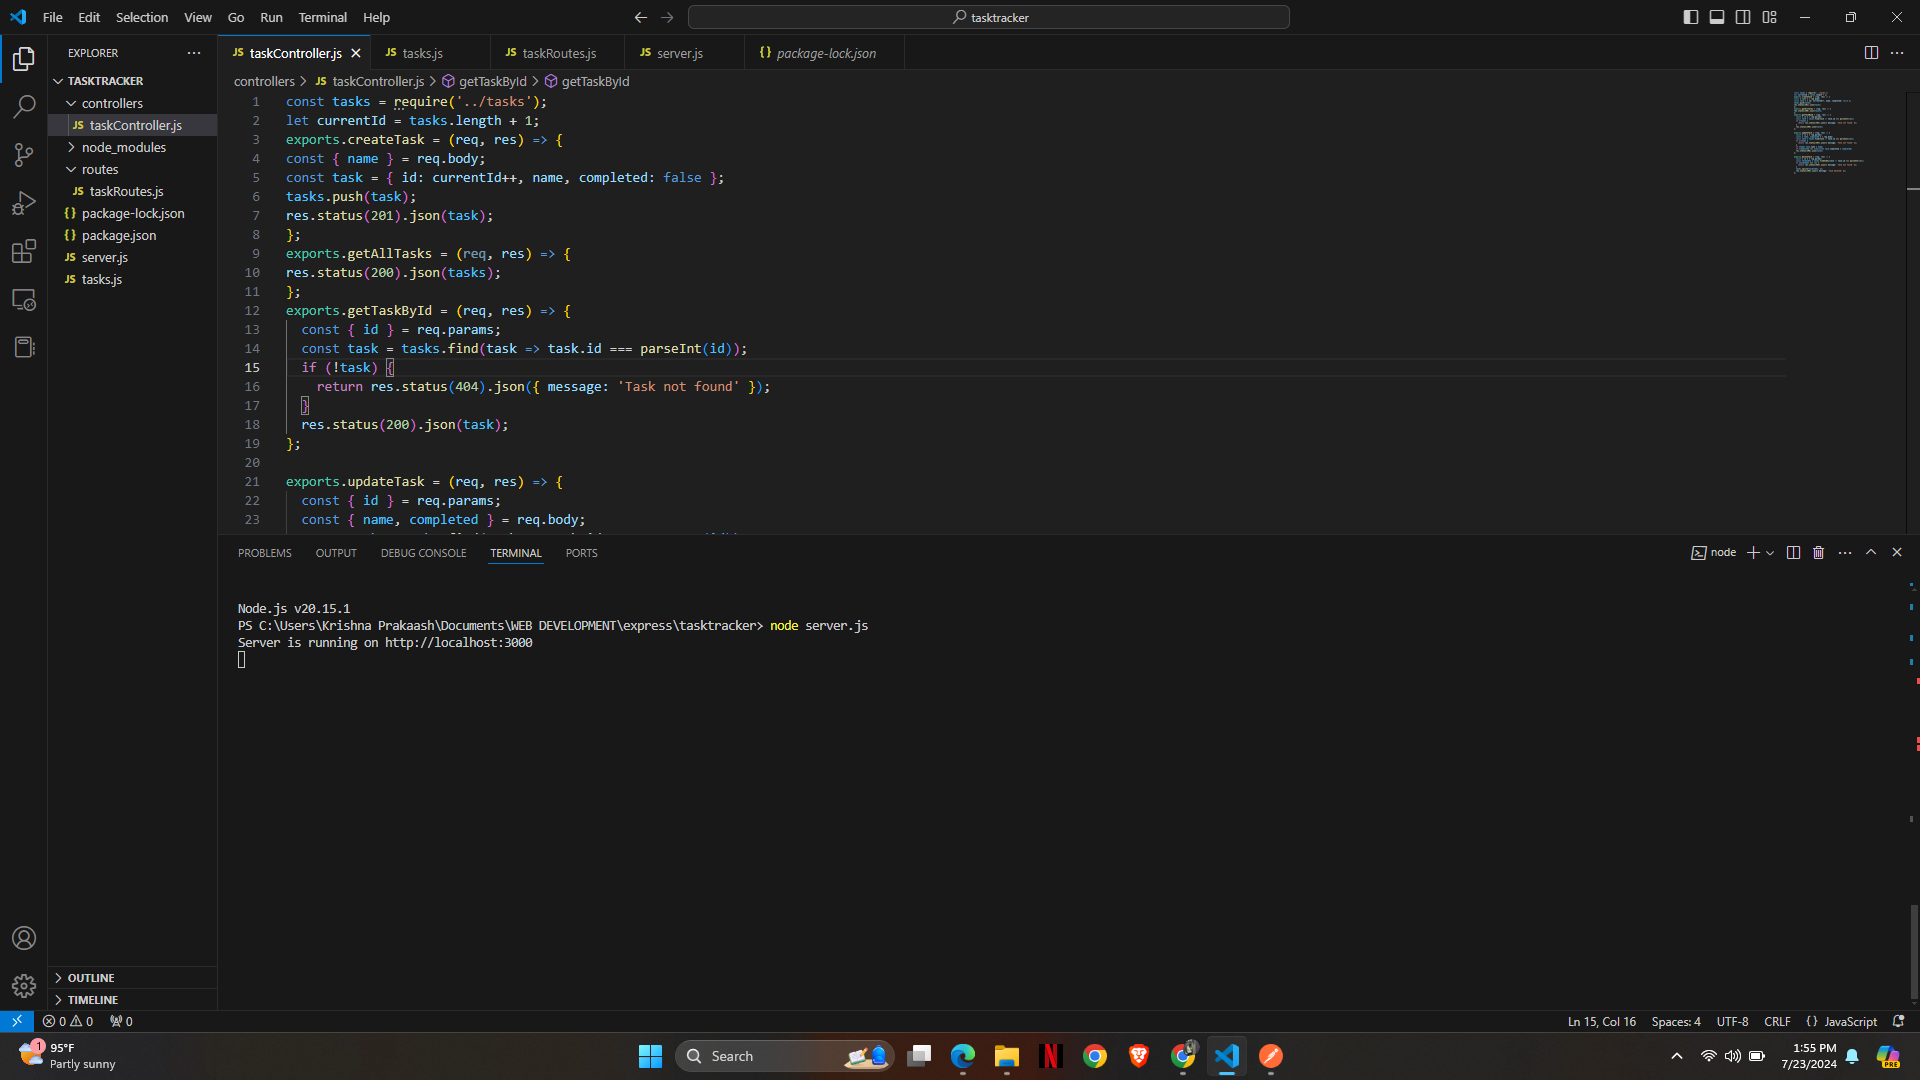 File Edit Selection View Go Run Terminal Help
tasktracker
EXPLORER
TASKTRACKER
controllers
JS taskController.js
node_modules
routes
JS taskRoutes.js
{} package-lock.json
{} package.json
JS server.js
JS tasks.js
OUTLINE
TIMELINE
JS taskController.js JS tasks.js JS taskRoutes.js JS server.js {} package-lock.json
controllers > JS taskController.js > getTaskById > getTaskById
1 const tasks = require('../tasks');
2 let currentId = tasks.length + 1;
3 exports.createTask = (req, res) => {
4 const { name } = req.body;
5 const task = { id: currentId++, name, completed: false };
6 tasks.push(task);
7 res.status(201).json(task);
8 };
9 exports.getAllTasks = (req, res) => {
10 res.status(200).json(tasks);
11 };
12 exports.getTaskById = (req, res) => {
13 const { id } = req.params;
14 const task = tasks.find(task => task.id === parseInt(id));
15 if (!task) {
16 return res.status(404).json({ message: 'Task not found' });
17 }
18 res.status(200).json(task);
19 };
20
21 exports.updateTask = (req, res) => {
22 const { id } = req.params;
23 const { name, completed } = req.body;
PROBLEMS OUTPUT DEBUG CONSOLE TERMINAL PORTS
node
Node.js v20.15.1
PS C:\Users\Krishna Prakaash\Documents\WEB DEVELOPMENT\express\tasktracker> node server.js
Server is running on http://localhost:3000
0 0 0
Ln 15, Col 16 Spaces: 4 UTF-8 CRLF {} JavaScript
1
95°F
Partly sunny
Search
N
1:55 PM
7/23/2024
PRE